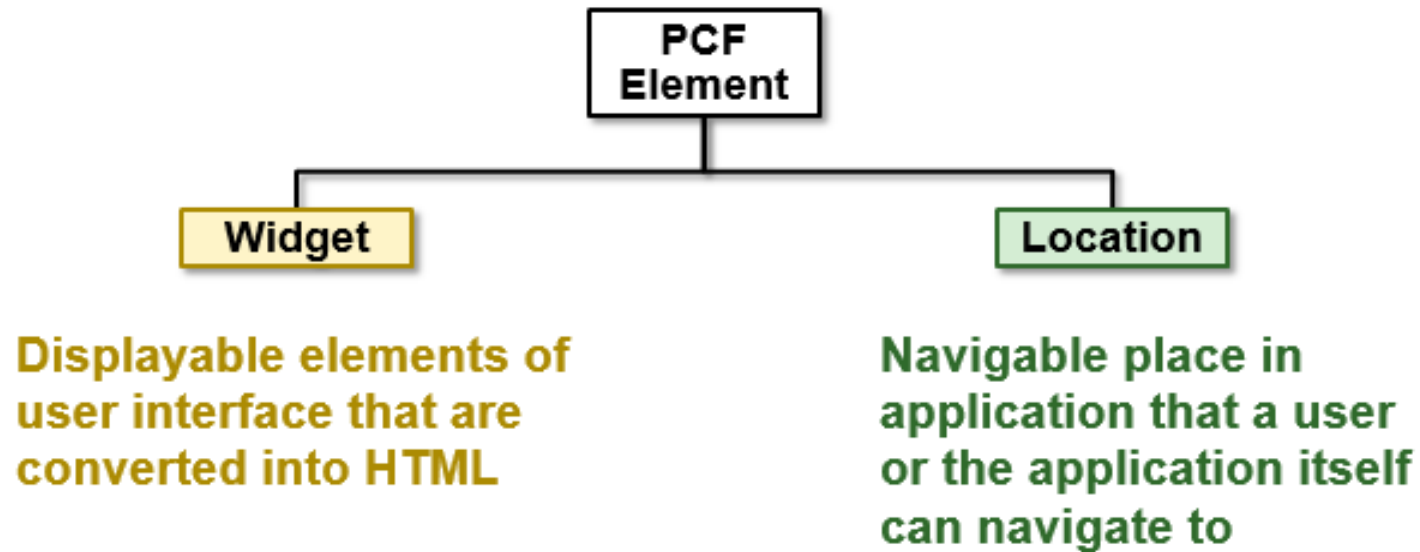 PCF
Element
Widget
Location
Displayable elements of
user interface that are
converted into HTML
Navigable place in
application that a user
or the application itself
can navigate to